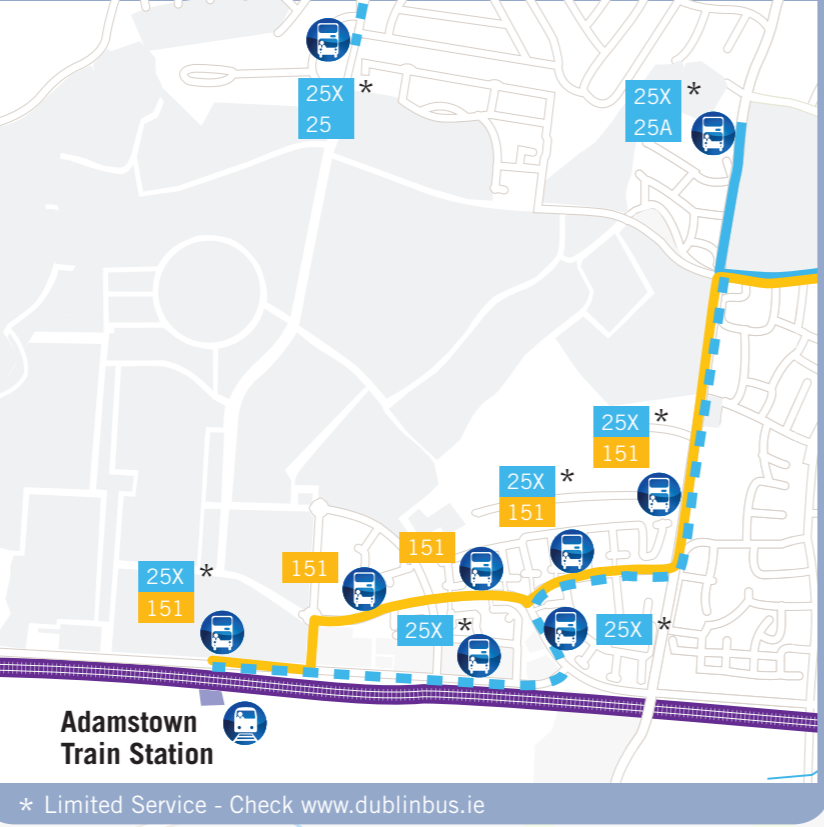 25X *
25
25X *
25A
25X *
151
25X *
151
151
151
25X *
151
25X *
25X *
Adamstown
Train Station
* Limited Service - Check www.dublinbus.ie